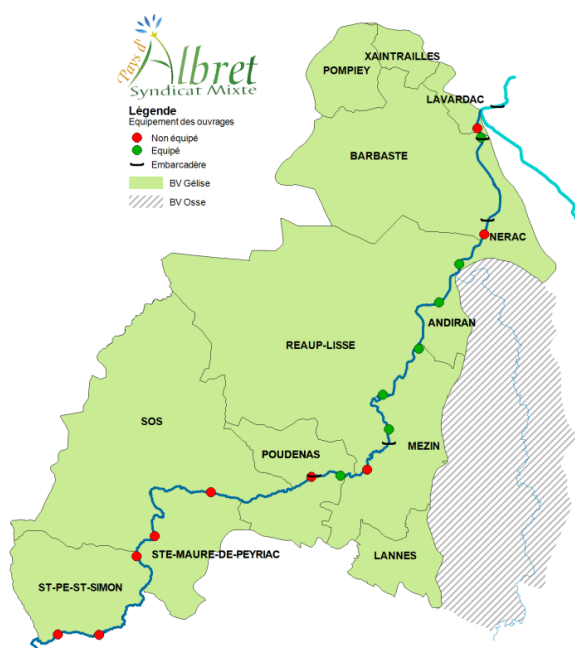 Pays d'
Albret
Syndicat Mixte
Légende
Equipement des ouvrages
Non équipé
Equipé
Embarcadère
BV Gélise
BV Osse
XAINTRAILLES
POMPIEY
LAVARDAC
BARBASTE
NERAC
ANDIRAN
REAUP-LISSE
SOS
MEZIN
POUDENAS
STE-MAURE-DE-PEYRIAC
LANNES
ST-PE-ST-SIMON